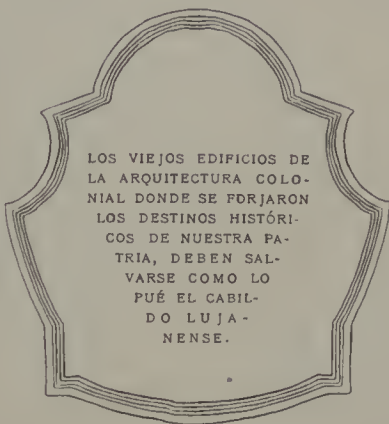 LOS VIEJOS EDIFICIOS DE
LA ARQUITECTURA COLO-
NIAL DONDE SE FORJARON
LOS DESTINOS HISTÓRI-
COS DE NUESTRA PA-
TRIA, DEBEN SAL-
VARSE COMO LO
PUÉ EL CABIL-
DO LUJA-
NENSE.